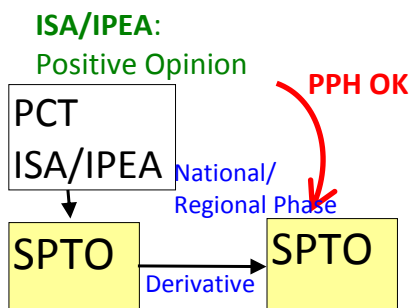 ISA/IPEA:
Positive Opinion
PPH OK
PCT
ISA/IPEA
National/
Regional Phase
SPTO
SPTO
Derivative